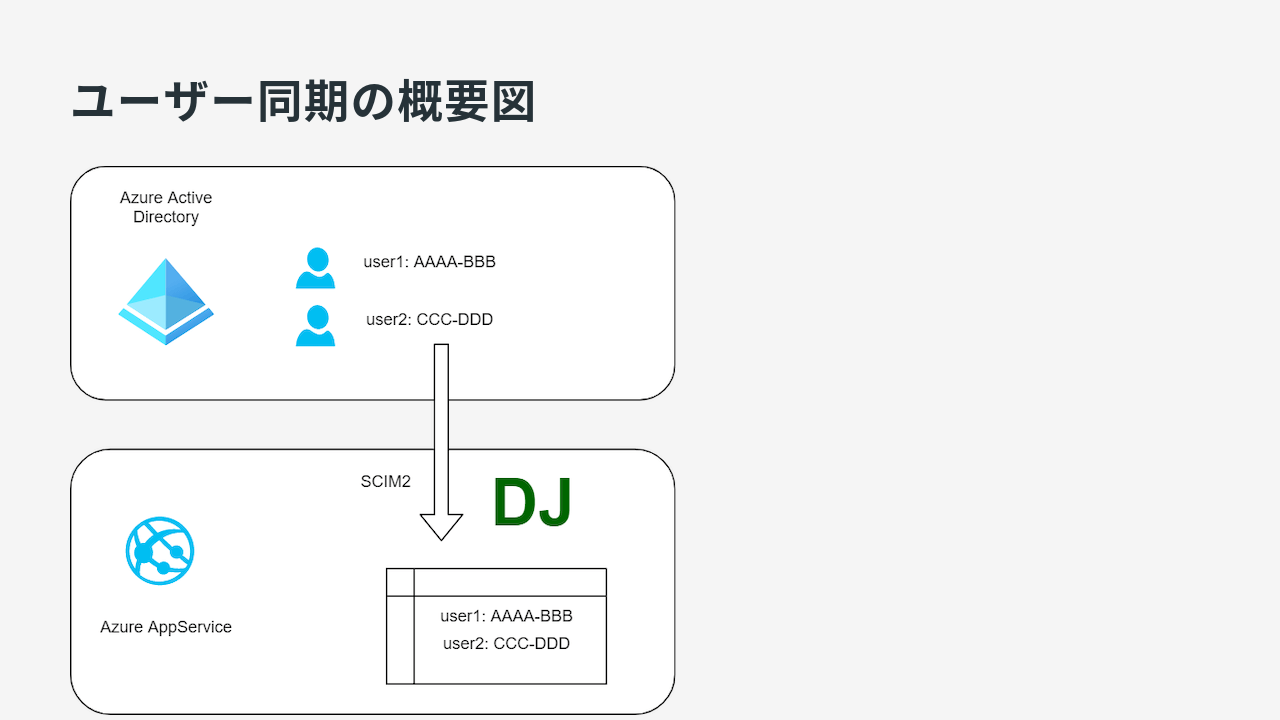 ユーザー同期の概要図
Azure Active
Directory
user1: AAAA-BBB
user2: CCC-DDD
SCIM2
DJ
Azure AppService
user1: AAAA-BBB
user2: CCC-DDD